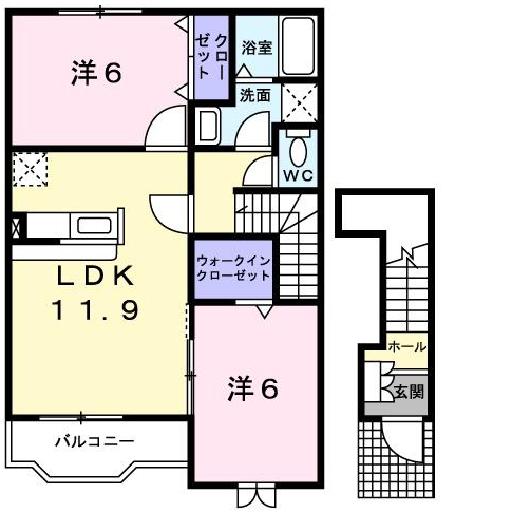 洋6
クロー
ゼット
浴室
洗面
WC
LDK
11.9
ウォークイン
クローゼット
洋6
バルコニー
ホール
玄関